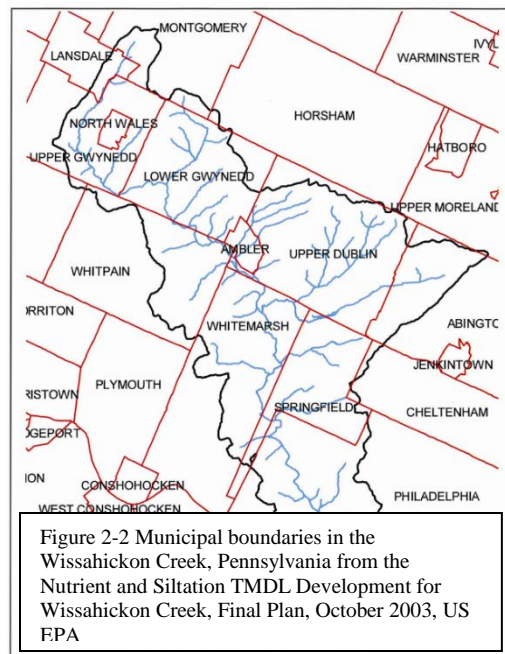 MONTGOMERY
IVYL
LANSDALE
WARMINSTER
HORSHAM
NORTH WALES
HATBORO
UPPER GWYNEDD
LOWER GWYNEDD
UPPER MORELAND
AMBLER
UPPER DUBLIN
WHITPAIN
WHITEMARSH
ORRITON
ABINGTO
JENKINTOWN
PLYMOUTH
RISTOWN
SPRINGFIELD
CHELTENHAM
DGEPORT
ION
CONSHOHOCKEN
PHILADELPHIA
WEST CONSHOHOCKEN
Figure 2-2 Municipal boundaries in the
Wissahickon Creek, Pennsylvania from the
Nutrient and Siltation TMDL Development for
Wissahickon Creek, Final Plan, October 2003, US
EPA